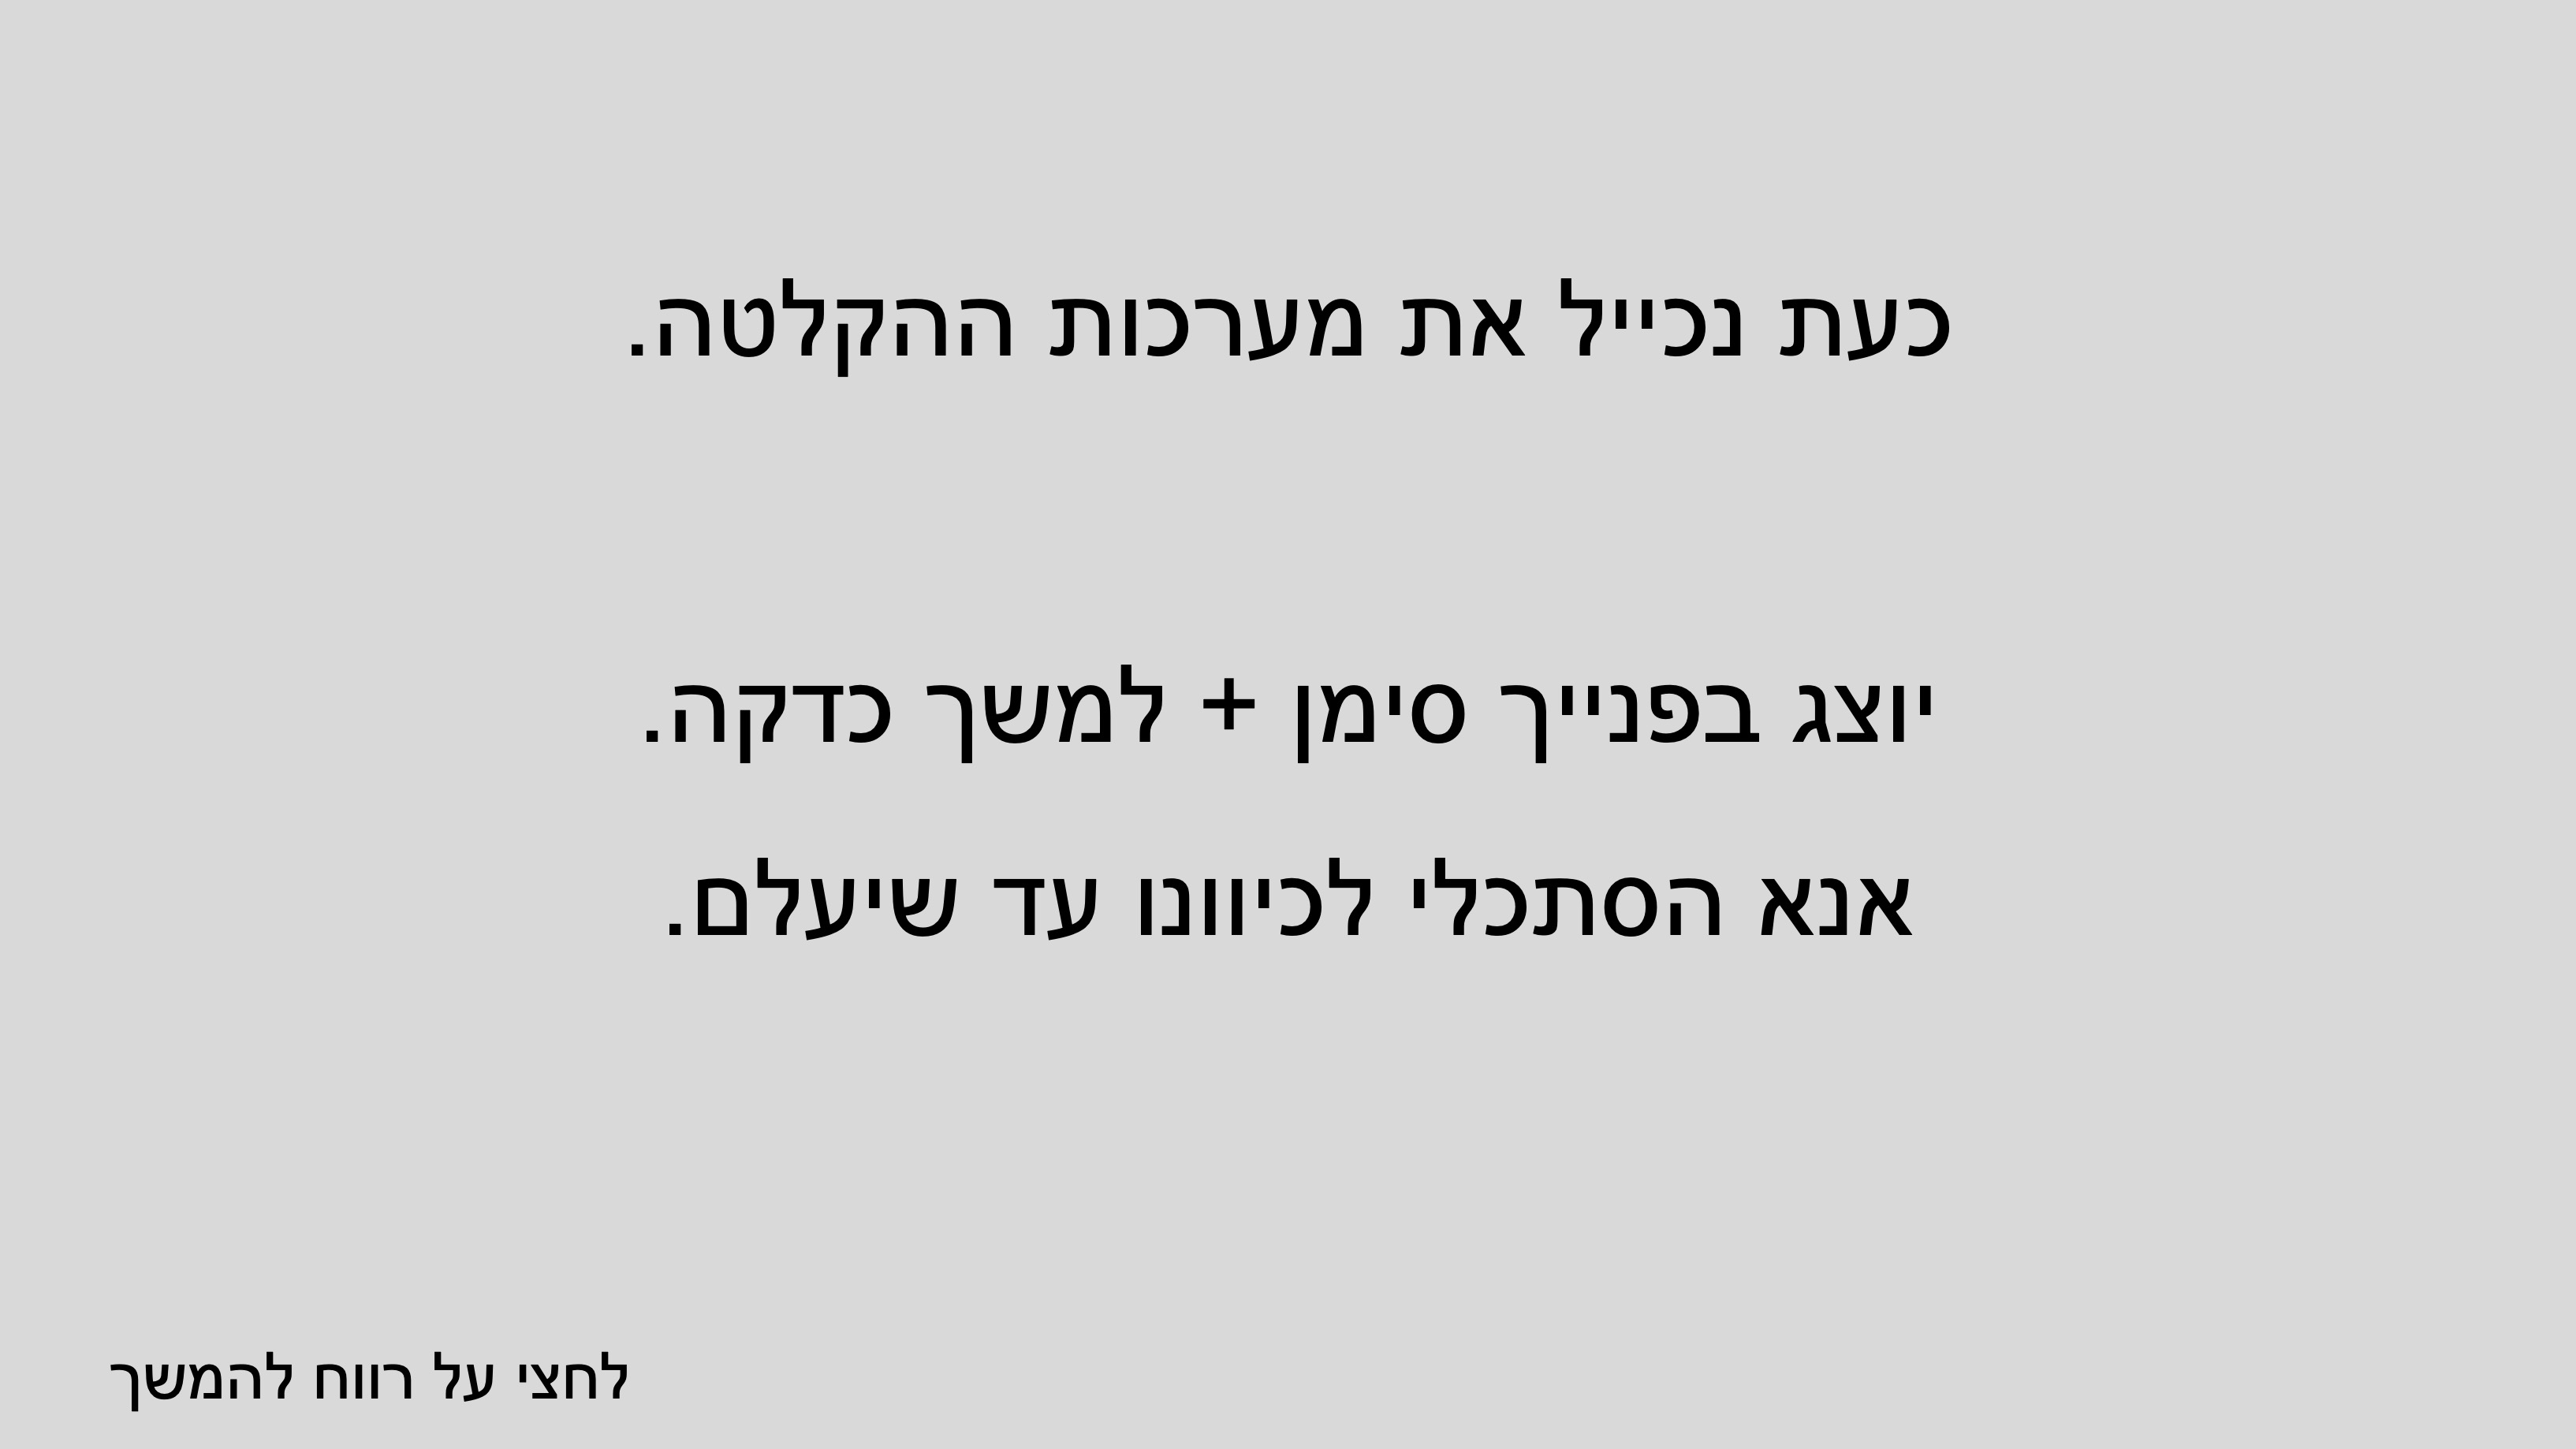 כעת נכייל את מערכות ההקלטה.
יוצג בפנייך סימן + למשך כדקה.
אנא הסתכלי לכיוונו עד שיעלם.
לחצי על רווח להמשך